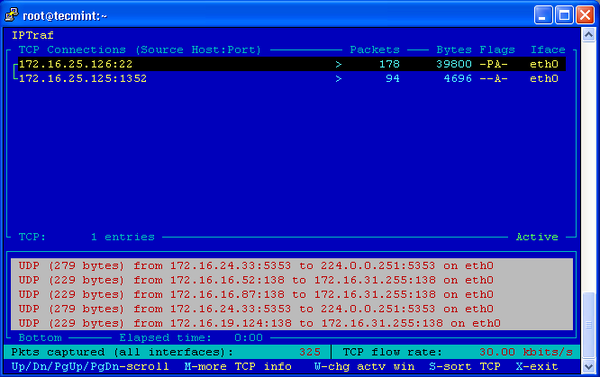 root@tecmint:~
IPTraf
TCP Connections (Source Host:Port) Packets Bytes Flags Iface
172.16.25.126:22 > 178 39800 -PA- eth0
172.16.25.125:1352 > 94 4696 --A- eth0
TCP: 1 entries Active
UDP (279 bytes) from 172.16.24.33:5353 to 224.0.0.251:5353 on eth0
UDP (229 bytes) from 172.16.16.52:138 to 172.16.31.255:138 on eth0
UDP (229 bytes) from 172.16.16.87:138 to 172.16.31.255:138 on eth0
UDP (279 bytes) from 172.16.24.33:5353 to 224.0.0.251:5353 on eth0
UDP (229 bytes) from 172.16.19.124:138 to 172.16.31.255:138 on eth0
Bottom Elapsed time: 0:00
Pkts captured (all interfaces): 325 TCP flow rate: 30.00 kbits/s
Up/Dn/PgUp/PgDn-scroll M-more TCP info W-chg actv win S-sort TCP X-exit